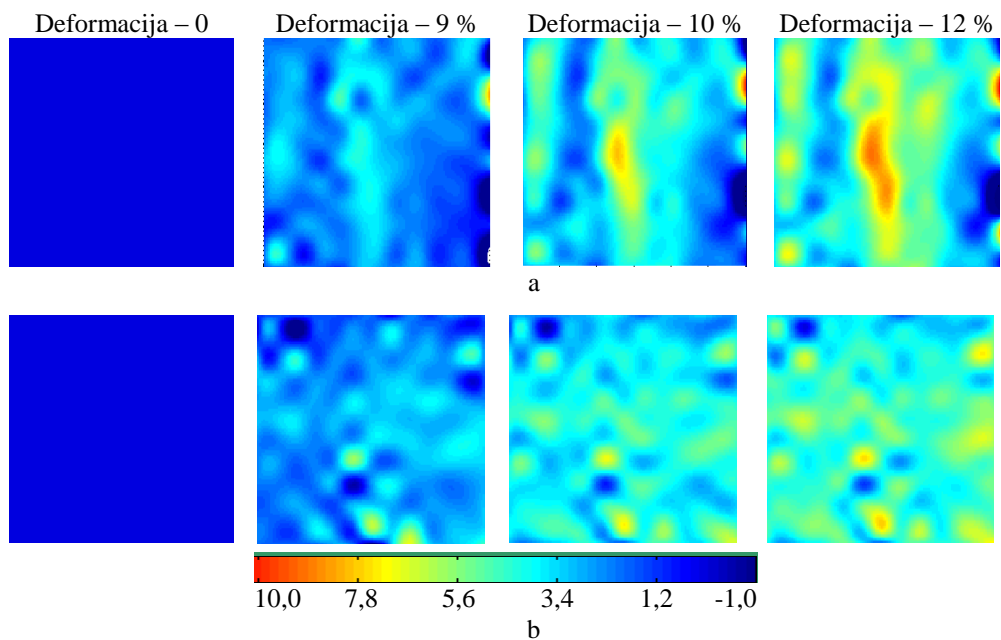 Deformacija – 0 Deformacija – 9 % Deformacija – 10 % Deformacija – 12 %
a
10,0 7,8 5,6 3,4 1,2 -1,0
b